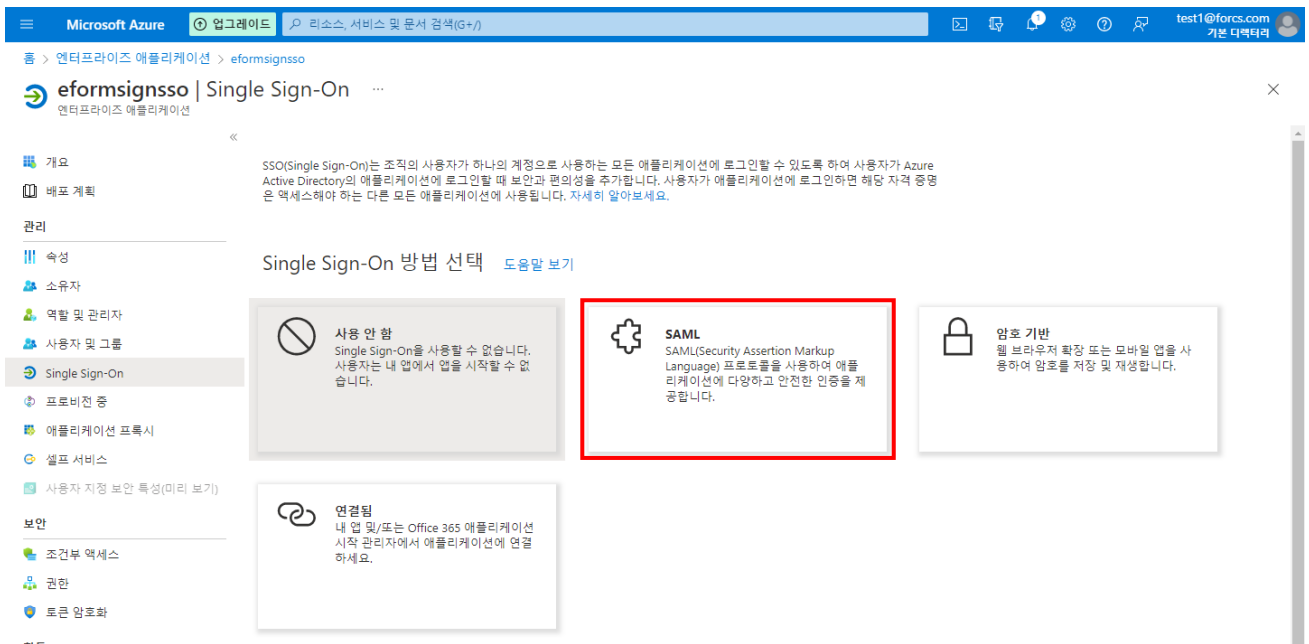 Microsoft Azure
업그레이드
리소스, 서비스 및 문서 검색(G+/)
1
test1@forcs.com
기본 디렉터리
홈 > 엔터프라이즈 애플리케이션 > eformsignsso
eformsignsso | Single Sign-On ...
엔터프라이즈 애플리케이션
«
개요
배포 계획
관리
속성
소유자
역할 및 관리자
사용자 및 그룹
Single Sign-On
프로비전 중
애플리케이션 프록시
셀프 서비스
사용자 지정 보안 특성(미리 보기)
보안
조건부 액세스
권한
토큰 암호화
SSO(Single Sign-On)는 조직의 사용자가 하나의 계정으로 사용하는 모든 애플리케이션에 로그인할 수 있도록 하여 사용자가 Azure
Active Directory의 애플리케이션에 로그인할 때 보안과 편의성을 추가합니다. 사용자가 애플리케이션에 로그인하면 해당 자격 증명
은 액세스해야 하는 다른 모든 애플리케이션에 사용됩니다. 자세히 알아보세요.
Single Sign-On 방법 선택 도움말 보기
사용 안 함
Single Sign-On을 사용할 수 없습니다.
사용자는 내 앱에서 앱을 시작할 수 없
습니다.
SAML
SAML(Security Assertion Markup
Language) 프로토콜을 사용하여 애플
리케이션에 다양하고 안전한 인증을 제
공합니다.
암호 기반
웹 브라우저 확장 또는 모바일 앱을 사
용하여 암호를 저장 및 재생합니다.
연결됨
내 앱 및/또는 Office 365 애플리케이션
시작 관리자에서 애플리케이션에 연결
하세요.